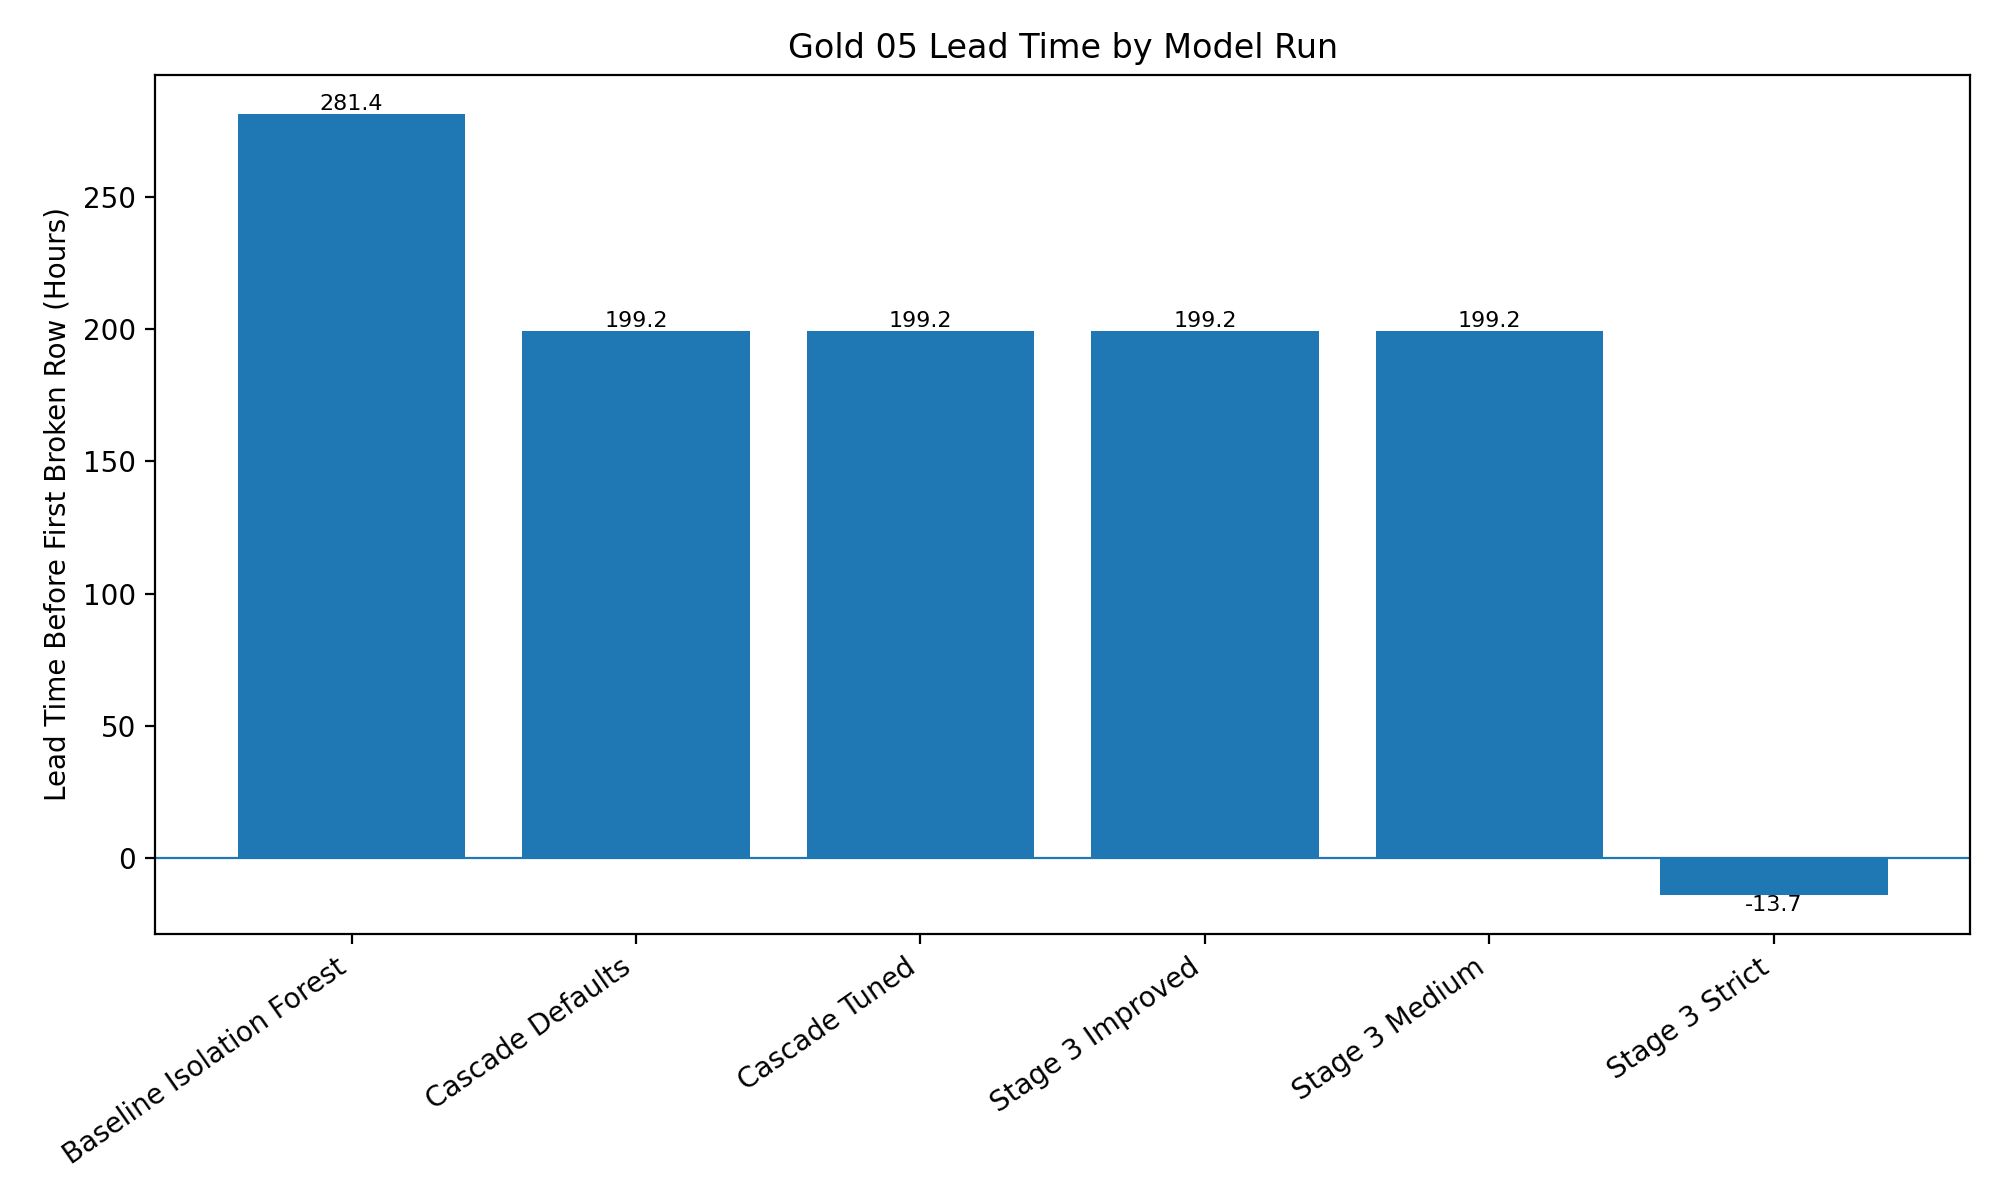 Gold 05 Lead Time by Model Run
Lead Time Before First Broken Row (Hours)
250
200
150
100
50
0
281.4
199.2
199.2
199.2
199.2
-13.7
Baseline Isolation Forest
Cascade Defaults
Cascade Tuned
Stage 3 Improved
Stage 3 Medium
Stage 3 Strict